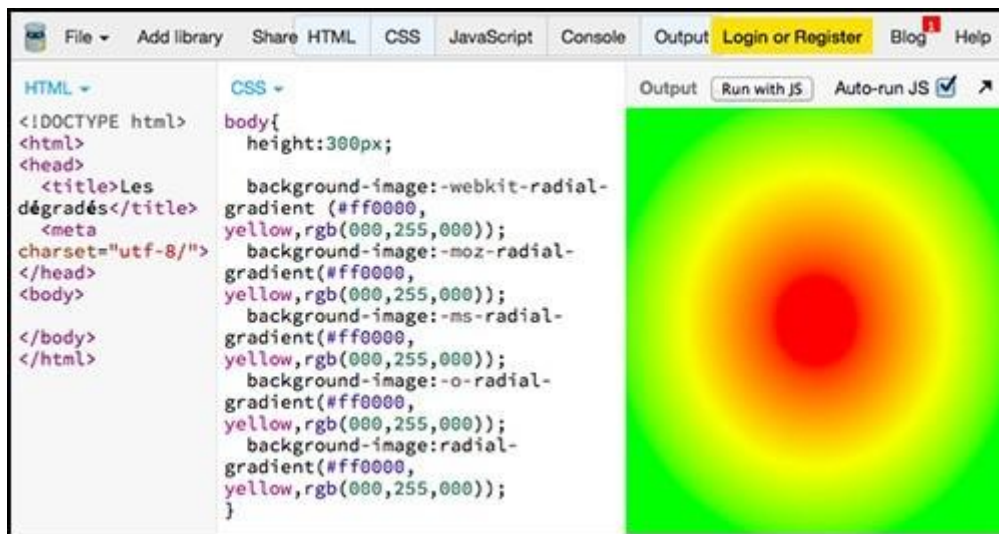 File Add library Share HTML CSS JavaScript Console Output Login or Register Blog 1 Help
HTML
<!DOCTYPE html>
<html>
<head>
<title>Les
dégradés</title>
<meta
charset="utf-8/">
</head>
<body>
</body>
</html>
CSS
body{
height:300px;
background-image:-webkit-radial-
gradient (#ff0000,
yellow,rgb(000,255,000));
background-image:-moz-radial-
gradient(#ff0000,
yellow,rgb(000,255,000));
background-image:-ms-radial-
gradient(#ff0000,
yellow,rgb(000,255,000));
background-image:-o-radial-
gradient(#ff0000,
yellow,rgb(000,255,000));
background-image:radial-
gradient(#ff0000,
yellow,rgb(000,255,000));
}
Output Run with JS Auto-run JS